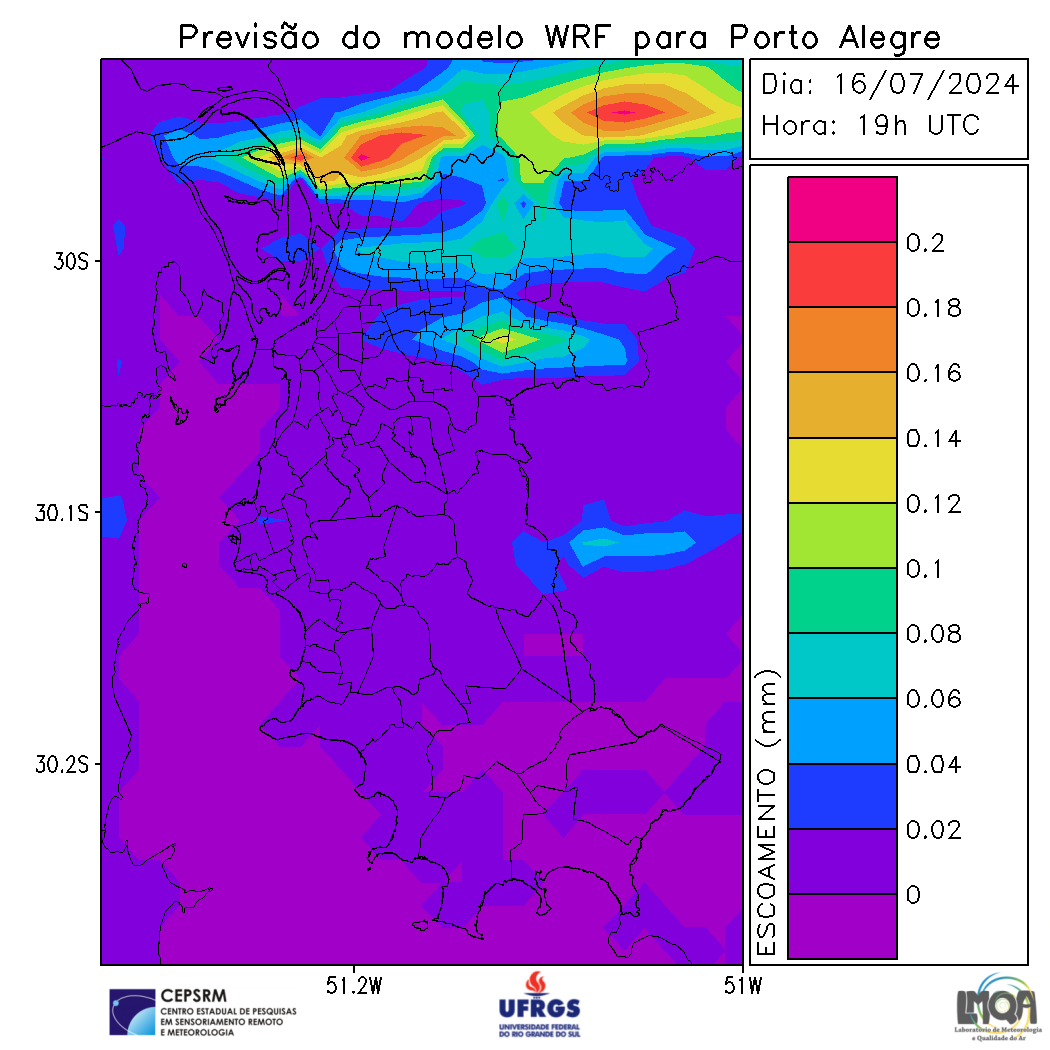 Previsão do modelo WRF para Porto Alegre
Dia: 16/07/2024
Hora: 19h UTC
30S
30.1S
30.2S
51.2W
51W
ESCOAMENTO (mm)
0.2
0.18
0.16
0.14
0.12
0.1
0.08
0.06
0.04
0.02
0
CEPSRM
CENTRO ESTADUAL DE PESQUISAS
EM SENSORIAMENTO REMOTO
E METEOROLOGIA
UFRGS
UNIVERSIDADE FEDERAL
DO RIO GRANDE DO SUL
LMQA
Laboratório de Meteorologia
e Qualidade do Ar